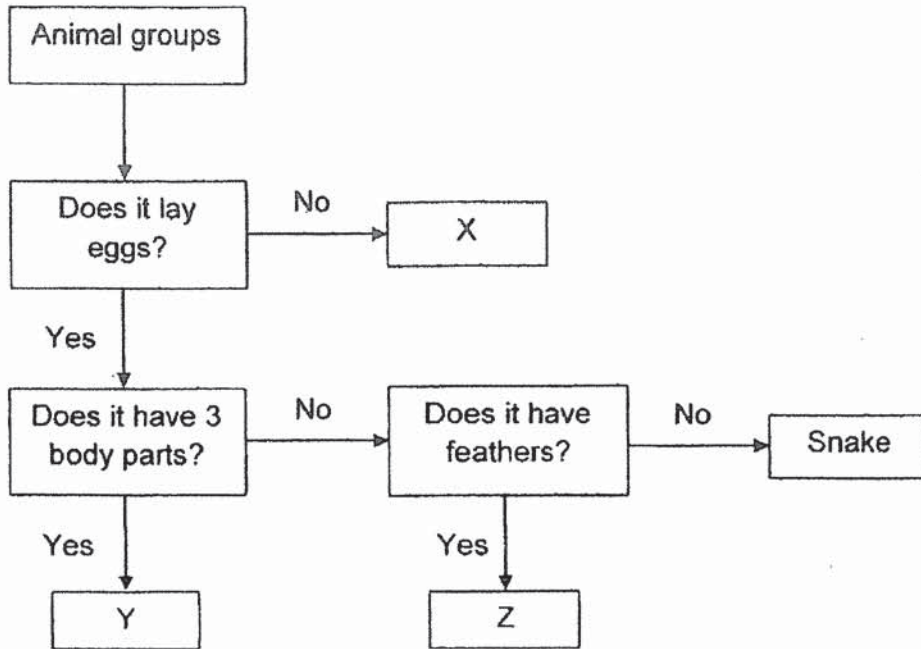 Animal groups
Does it lay
eggs?
No
X
Yes
Does it have 3
body parts?
No
Does it have
feathers?
No
Snake
Yes
Y
Yes
Z